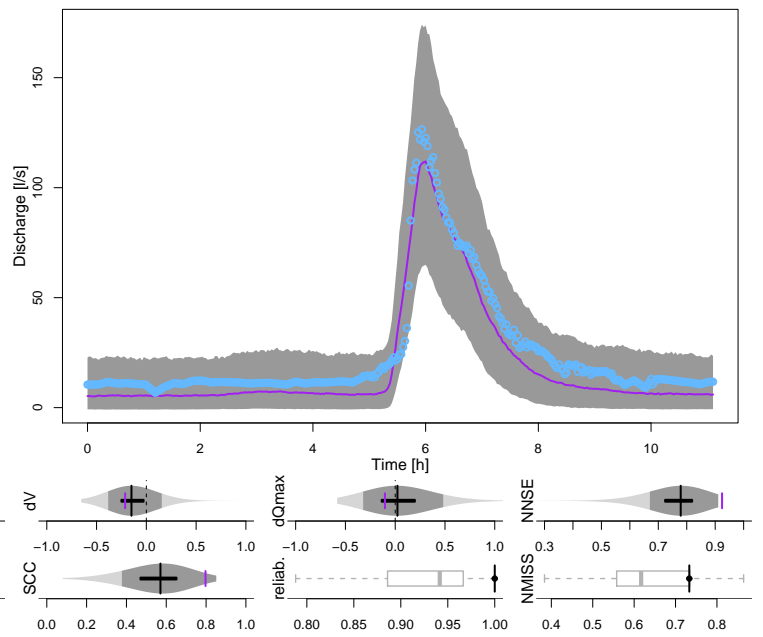 150
100
50
0
Discharge [l/s]
0 2 4 6 8 10
Time [h]
dV
−1.0 −0.5 0.0 0.5 1.0
dQmax
−1.0 −0.5 0.0 0.5 1.0
NNSE
0.3 0.5 0.7 0.9
SCC
0.0 0.2 0.4 0.6 0.8 1.0
reliab.
0.80 0.85 0.90 0.95 1.00
NMISS
0.4 0.5 0.6 0.7 0.8